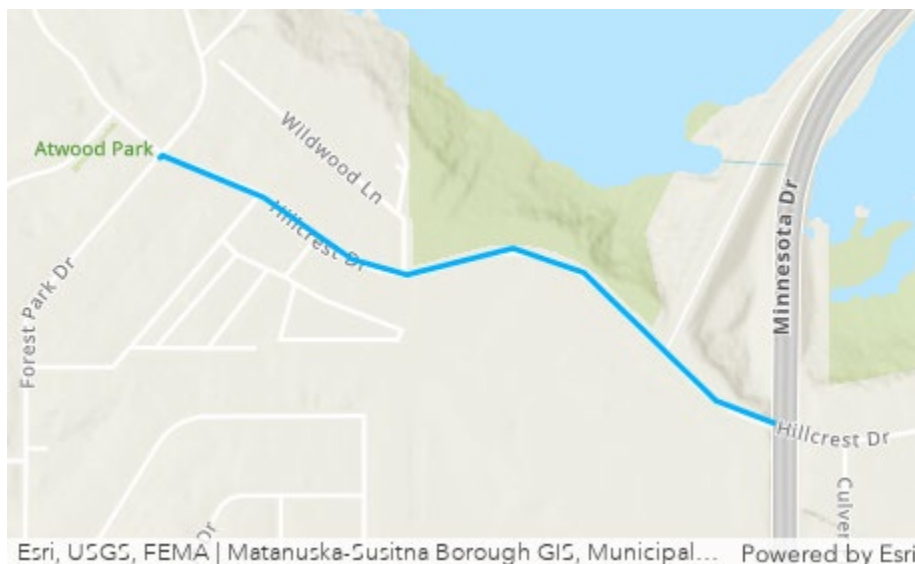 Wildwood Ln
Atwood Park
Hillcrest Dr
Minnesota Dr
Forest Park Dr
Hillcrest Dr
Culver
Dr
Esri, USGS, FEMA | Matanuska-Susitna Borough GIS, Municipal... Powered by Esri